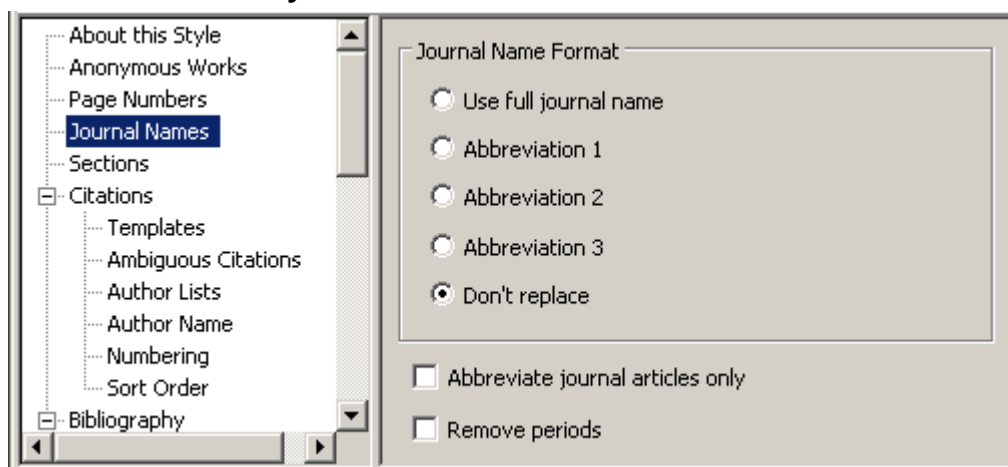 About this Style
Anonymous Works
Page Numbers
Journal Names
Sections
Citations
Templates
Ambiguous Citations
Author Lists
Author Name
Numbering
Sort Order
Bibliography
Journal Name Format
Use full journal name
Abbreviation 1
Abbreviation 2
Abbreviation 3
Don't replace
Abbreviate journal articles only
Remove periods